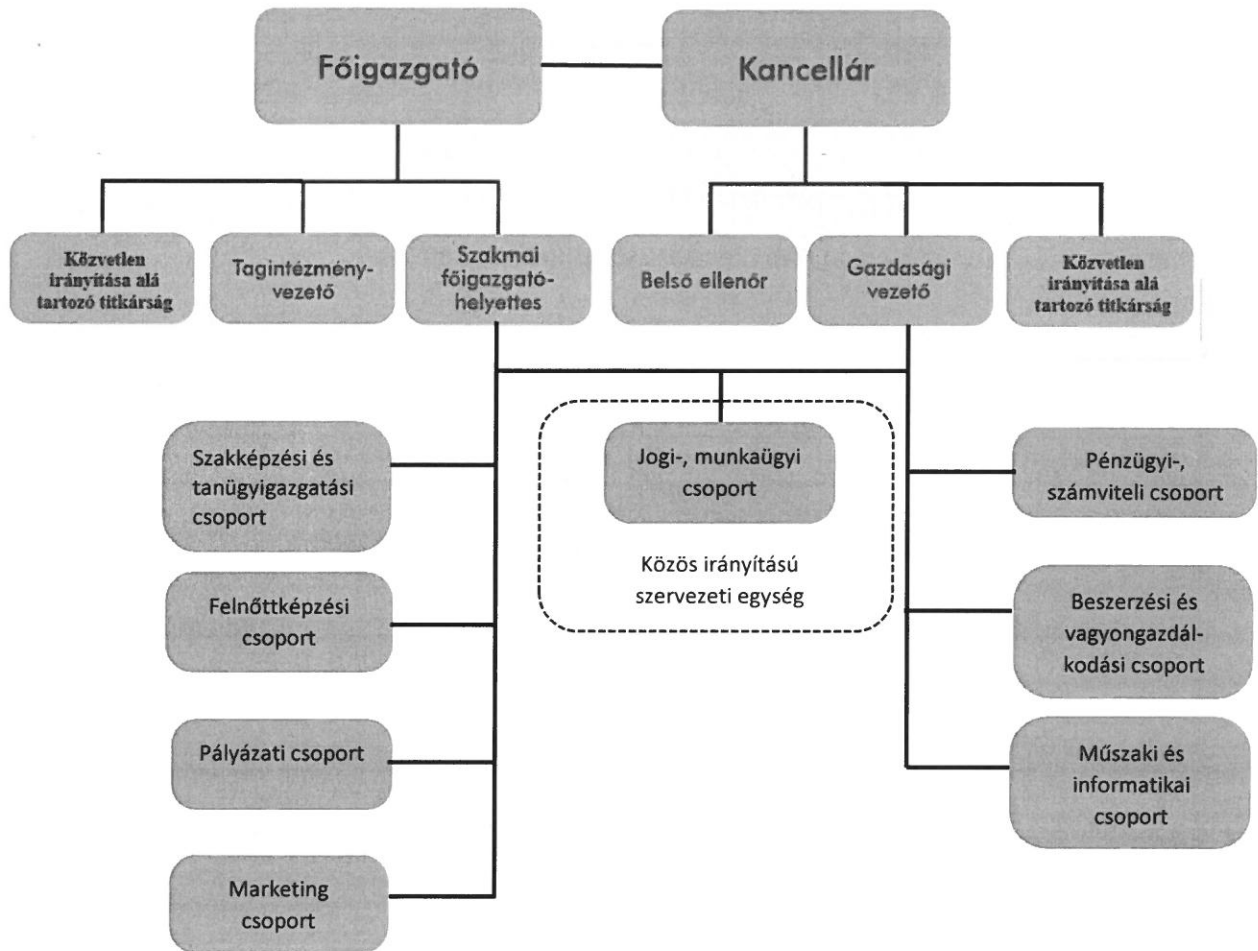 Főigazgató
Kancellár
Közvetlen
irányítása alá
tartozó titkárság
Tagintézmény-
vezető
Szakmai
főigazgató-
helyettes
Belső ellenőr
Gazdasági
vezető
Közvetlen
irányítása alá
tartozó titkárság
Szakképzési és
tanügyigazgatási
csoport
Jogi-, munkaügyi
csoport
Pénzügyi-,
számviteli csoport
Közös irányítású
szervezeti egység
Felnőttképzési
csoport
Beszerzési és
vagyongazdál-
kodási csoport
Pályázati csoport
Műszaki és
informatikai
csoport
Marketing
csoport